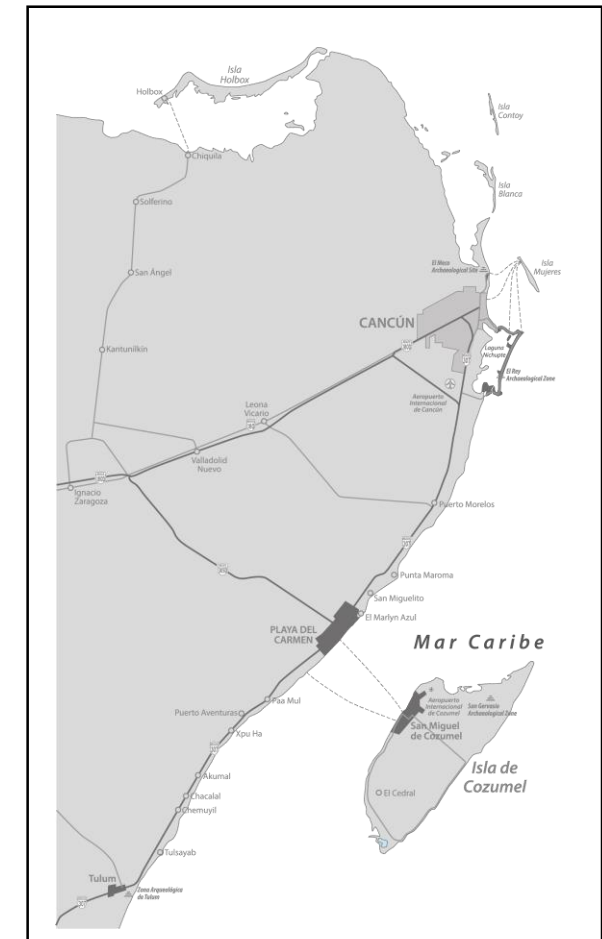 Isla
Holbox
Holbox
Isla
Contoy
Chiquila
Isla
Blanca
Solferino
El Meco
Archaeological Site
Isla
Mujeres
San Ángel
CANCÚN
Laguna
Nichupte
Kantunilkín
El Rey
Archaeological Zone
Aeropuerto
Internacional
de Cancún
Leona
Vicario
Valladolid
Nuevo
Ignacio
Zaragoza
Puerto Morelos
307
Punta Maroma
San Miguelito
El Marlyn Azul
PLAYA DEL
CARMEN
Mar Caribe
Paa Mul
Puerto Aventuras
Aeropuerto
Internacional
de Cozumel
San Gervasio
Archaeological Zone
San Miguel
de Cozumel
Xpu Ha
Isla de
Cozumel
Akumal
El Cedral
Chacalal
Chemuyil
Tulsayab
Tulum
Zona Arqueológica
de Tulum
307